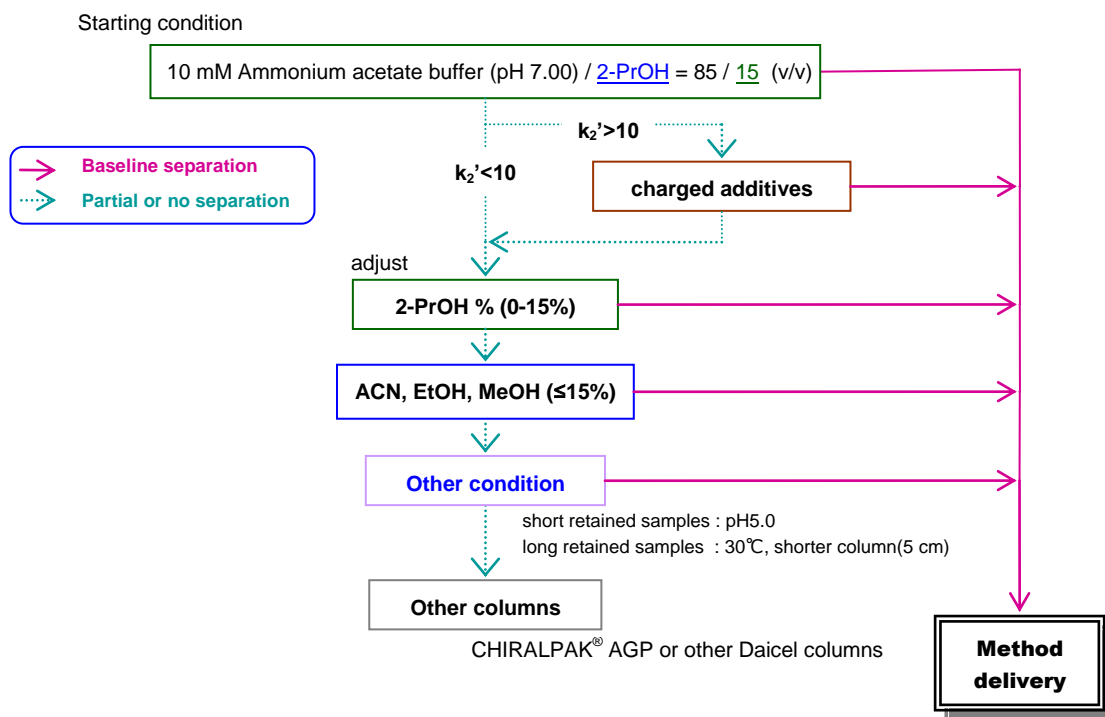 Starting condition
10 mM Ammonium acetate buffer (pH 7.00) / 2-PrOH = 85 / 15 (v/v)
k₂'>10
Baseline separation
Partial or no separation
k₂'<10
charged additives
adjust
2-PrOH % (0-15%)
ACN, EtOH, MeOH (≤15%)
Other condition
short retained samples : pH5.0
long retained samples : 30℃, shorter column(5 cm)
Other columns
CHIRALPAK® AGP or other Daicel columns
Method
delivery